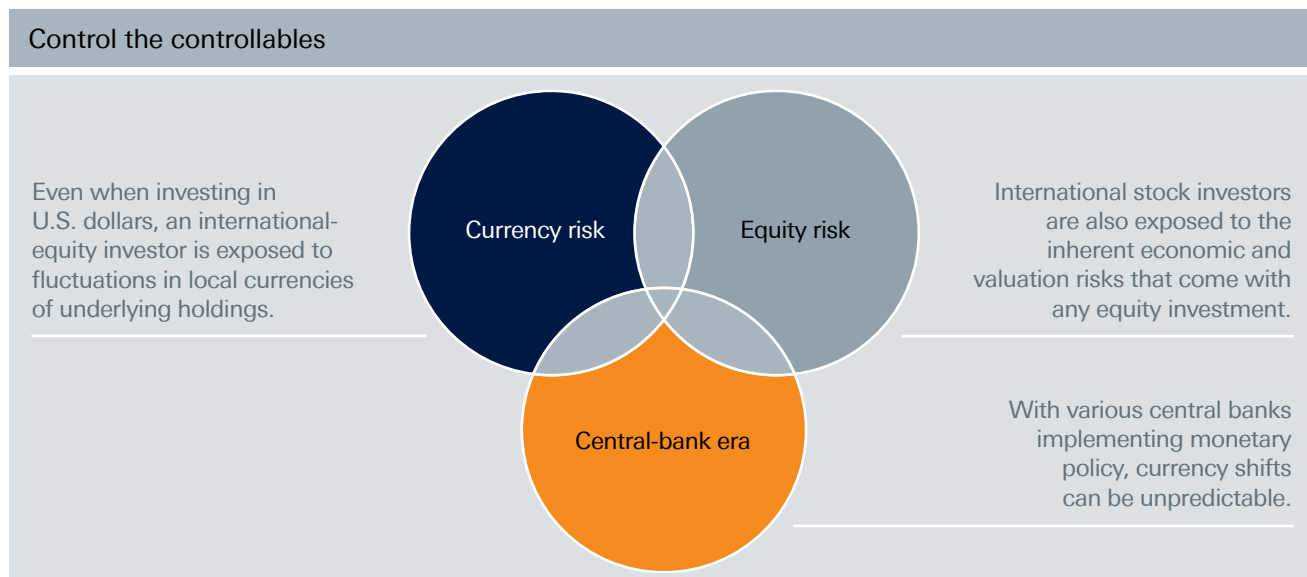 Control the controllables
Even when investing in
U.S. dollars, an international-
equity investor is exposed to
fluctuations in local currencies
of underlying holdings.
Currency risk
Equity risk
International stock investors
are also exposed to the
inherent economic and
valuation risks that come with
any equity investment.
Central-bank era
With various central banks
implementing monetary
policy, currency shifts
can be unpredictable.